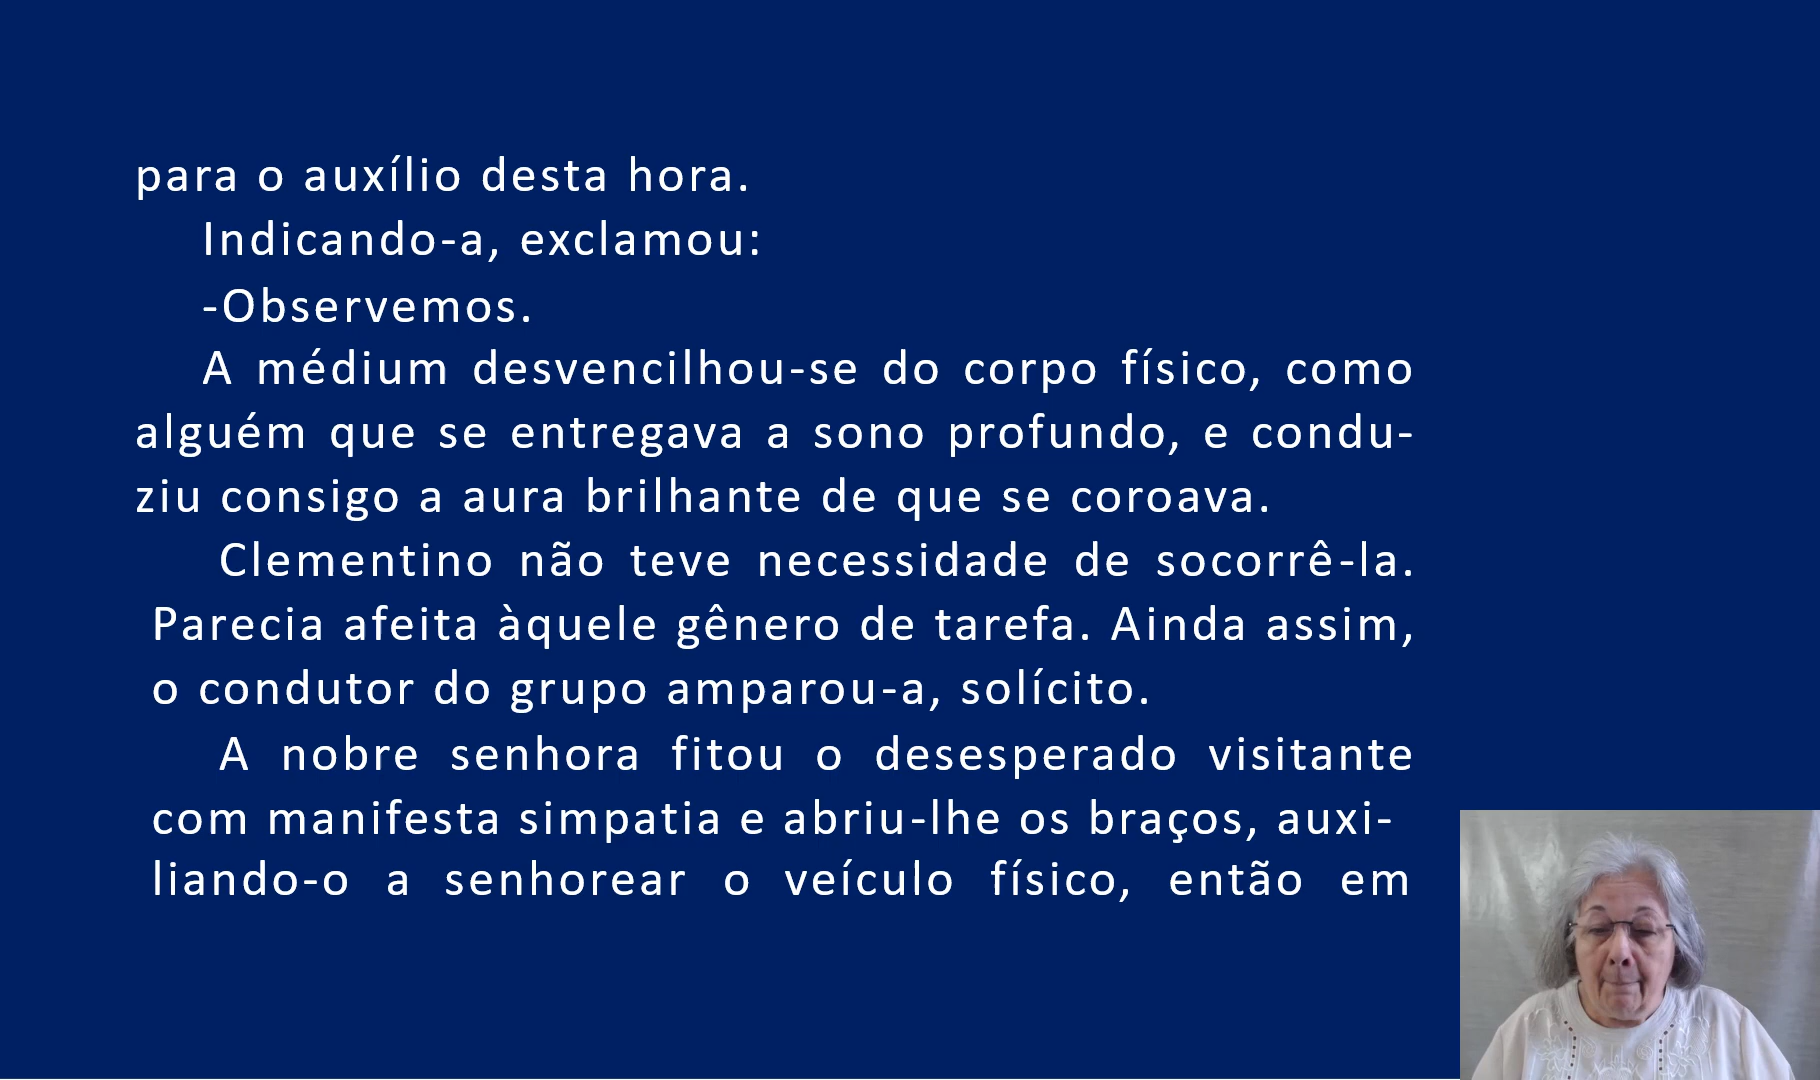 para o auxílio desta hora.
Indicando-a, exclamou:
-Observemos.
A médium desvencilhou-se do corpo físico, como
alguém que se entregava a sono profundo, e condu-
ziu consigo a aura brilhante de que se coroava.
Clementino não teve necessidade de socorrê-la.
Parecia afeita àquele gênero de tarefa. Ainda assim,
o condutor do grupo amparou-a, solícito.
A nobre senhora fitou o desesperado visitante
com manifesta simpatia e abriu-lhe os braços, auxi-
liando-o a senhorear o veículo físico, então em